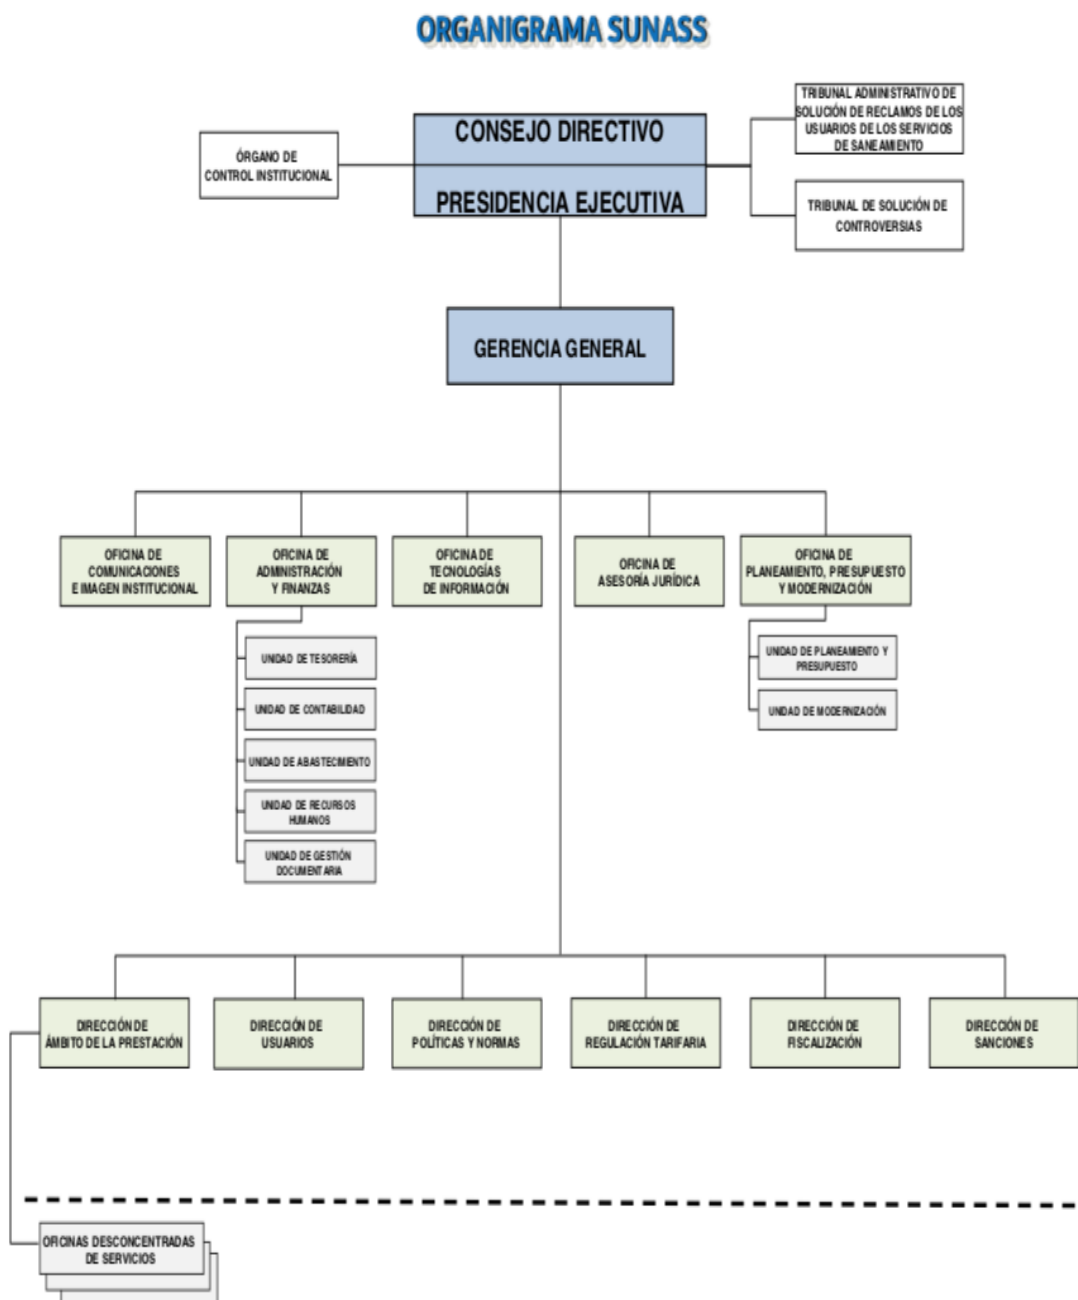 ORGANIGRAMA SUNASS
CONSEJO DIRECTIVO
PRESIDENCIA EJECUTIVA
ÓRGANO DE
CONTROL INSTITUCIONAL
TRIBUNAL ADMINISTRATIVO DE
SOLUCIÓN DE RECLAMOS DE LOS
USUARIOS DE LOS SERVICIOS
DE SANEAMIENTO
TRIBUNAL DE SOLUCIÓN DE
CONTROVERSIAS
GERENCIA GENERAL
OFICINA DE
COMUNICACIONES
E IMAGEN INSTITUCIONAL
OFICINA DE
ADMINISTRACIÓN
Y FINANZAS
OFICINA DE
TECNOLOGÍAS
DE INFORMACIÓN
OFICINA DE
ASESORÍA JURÍDICA
OFICINA DE
PLANEAMIENTO, PRESUPUESTO
Y MODERNIZACIÓN
UNIDAD DE TESORERÍA
UNIDAD DE CONTABILIDAD
UNIDAD DE ABASTECIMIENTO
UNIDAD DE RECURSOS
HUMANOS
UNIDAD DE GESTIÓN
DOCUMENTARIA
UNIDAD DE PLANEAMIENTO Y
PRESUPUESTO
UNIDAD DE MODERNIZACIÓN
DIRECCIÓN DE
ÁMBITO DE LA PRESTACIÓN
DIRECCIÓN DE
USUARIOS
DIRECCIÓN DE
POLÍTICAS Y NORMAS
DIRECCIÓN DE
REGULACIÓN TARIFARIA
DIRECCIÓN DE
FISCALIZACIÓN
DIRECCIÓN DE
SANCIONES
OFICINAS DESCONCENTRADAS
DE SERVICIOS